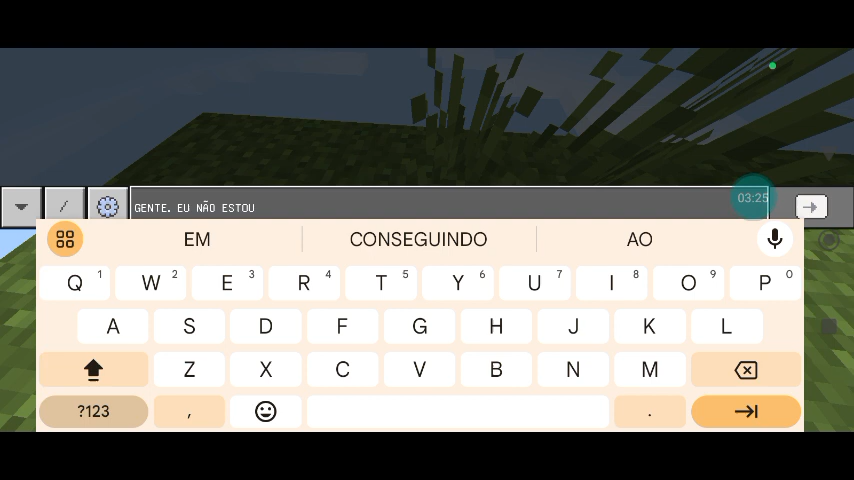 /
GENTE. EU NÃO ESTOU
03:25
EM CONSEGUINDO AO
Q 1 W 2 E 3 R 4 T 5 Y 6 U 7 I 8 O 9 P 0
A S D F G H J K L
Z X C V B N M
?123 , .